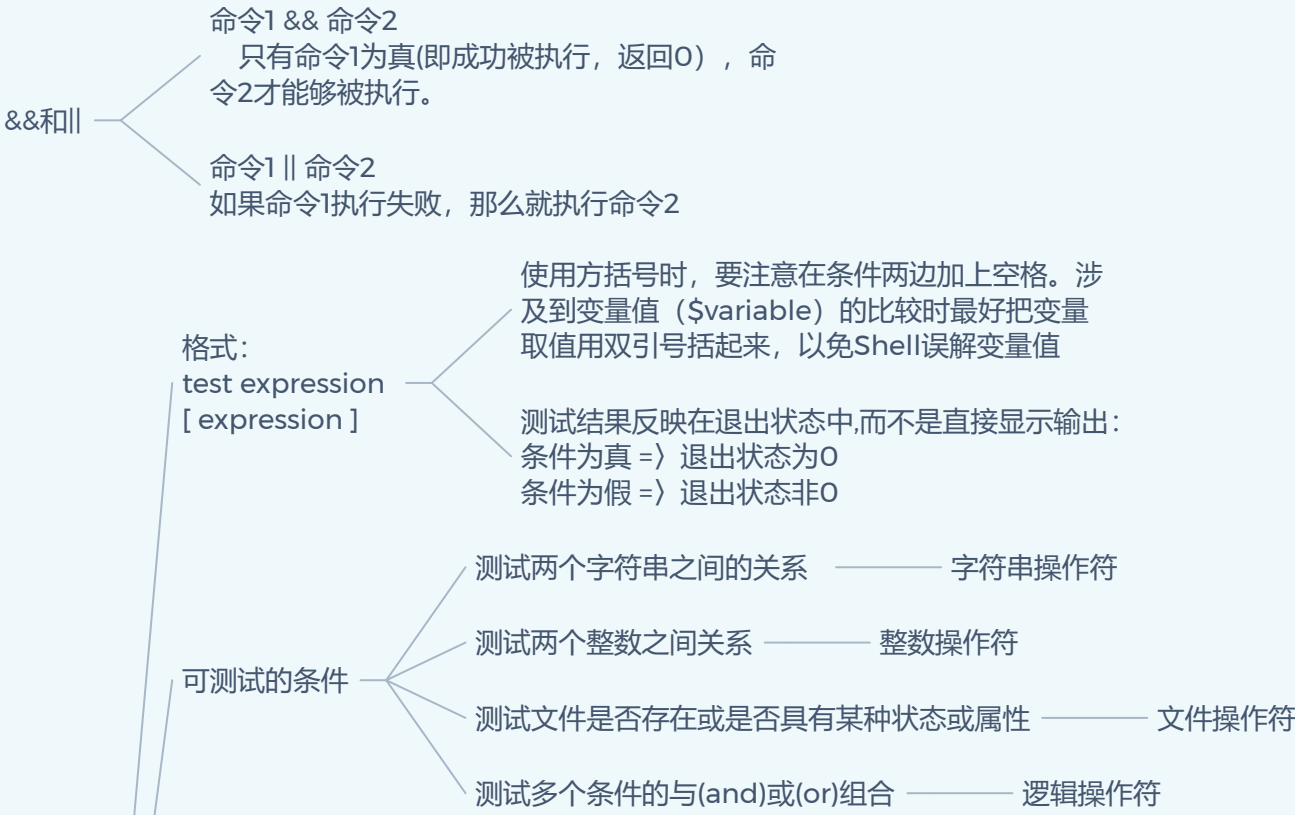 命令1 && 命令2
只有命令1为真(即成功被执行，返回0），命
令2才能够被执行。
&&和||
命令1 || 命令2
如果命令1执行失败，那么就执行命令2
使用方括号时，要注意在条件两边加上空格。涉
及到变量值（$variable）的比较时最好把变量
取值用双引号括起来，以免Shell误解变量值
格式：
test expression
[ expression ]
测试结果反映在退出状态中,而不是直接显示输出：
条件为真 =〉退出状态为0
条件为假 =〉退出状态非0
测试两个字符串之间的关系
字符串操作符
测试两个整数之间关系
整数操作符
可测试的条件
测试文件是否存在或是否具有某种状态或属性
文件操作符
测试多个条件的与(and)或(or)组合
逻辑操作符